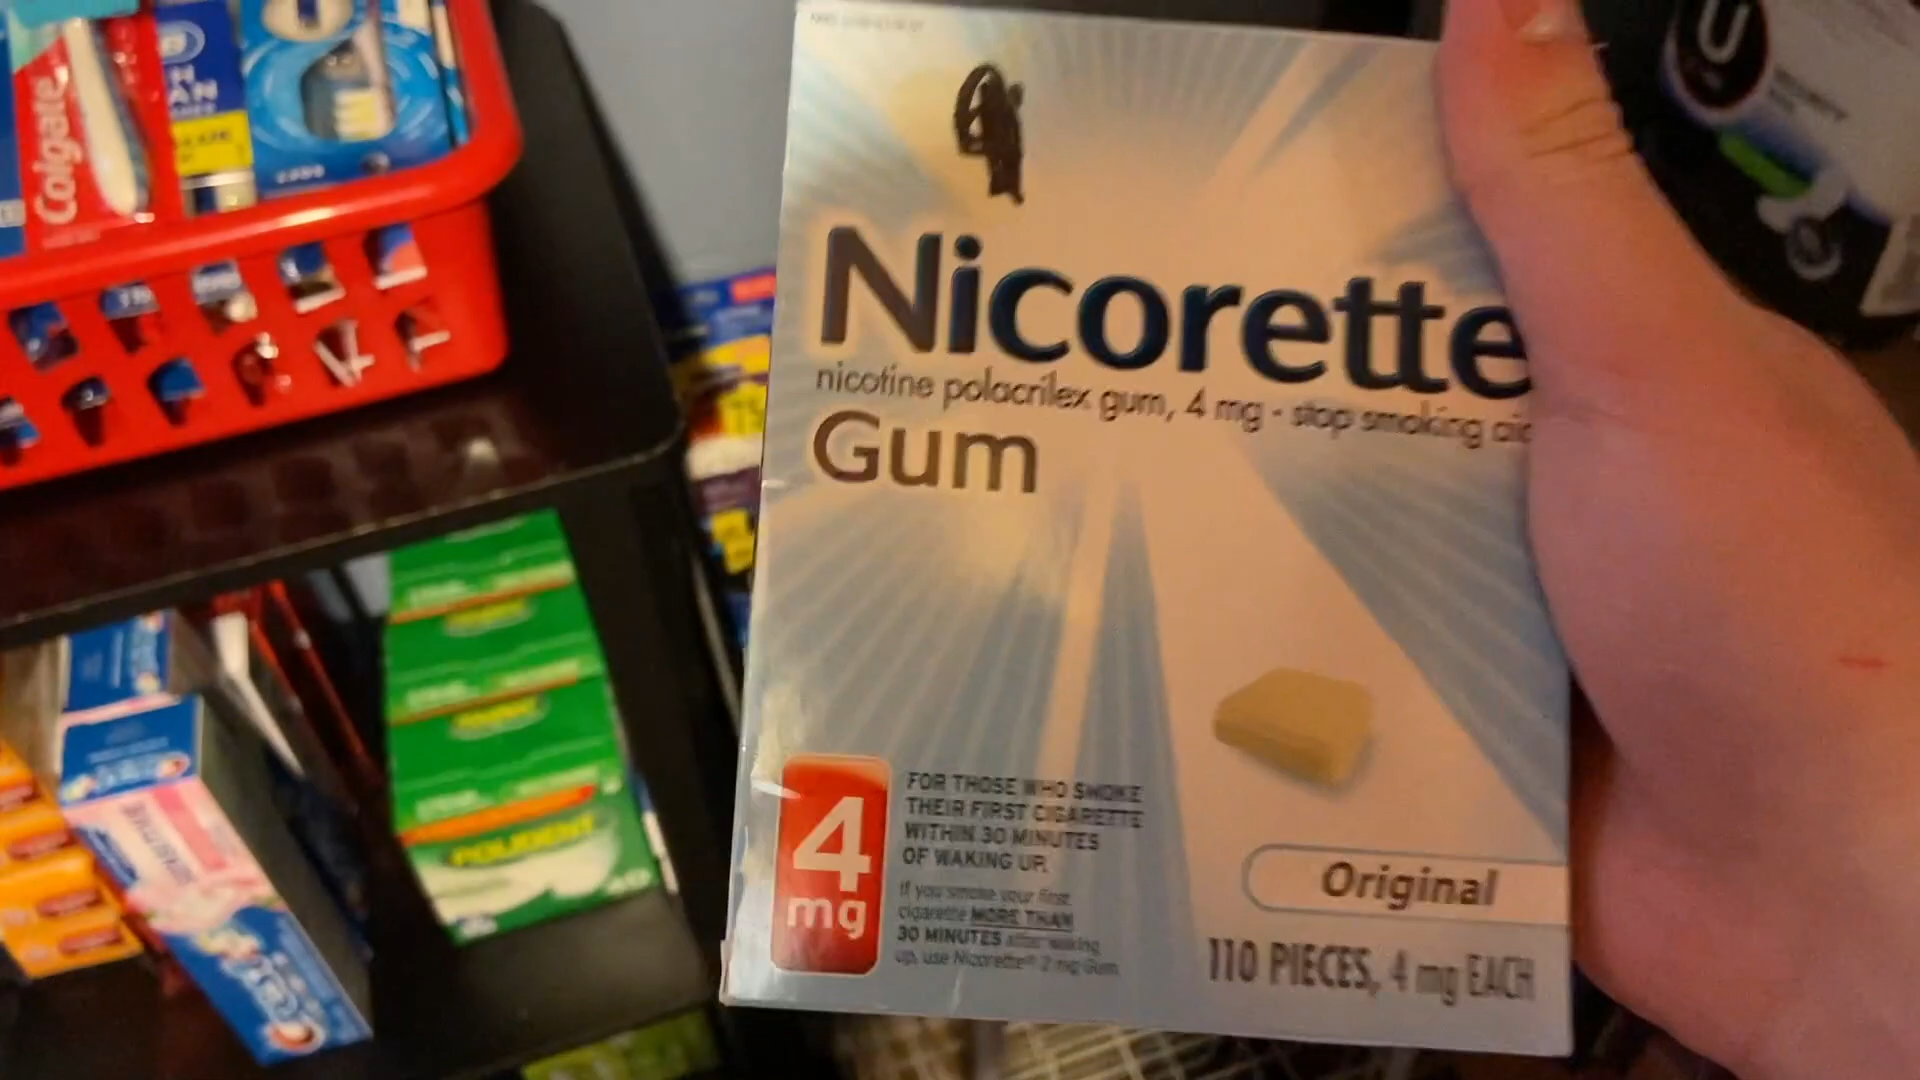 Colgate
U
Nicorette
nicotine polacrilex gum, 4 mg - stop smoking aid
Gum
4
mg
FOR THOSE WHO SMOKE
THEIR FIRST CIGARETTE
WITHIN 30 MINUTES
OF WAKING UP.
If you smoke your first
cigarette MORE THAN
30 MINUTES after waking
up, use Nicorette® 2 mg Gum
Original
110 PIECES, 4 mg EACH
POLIDENT